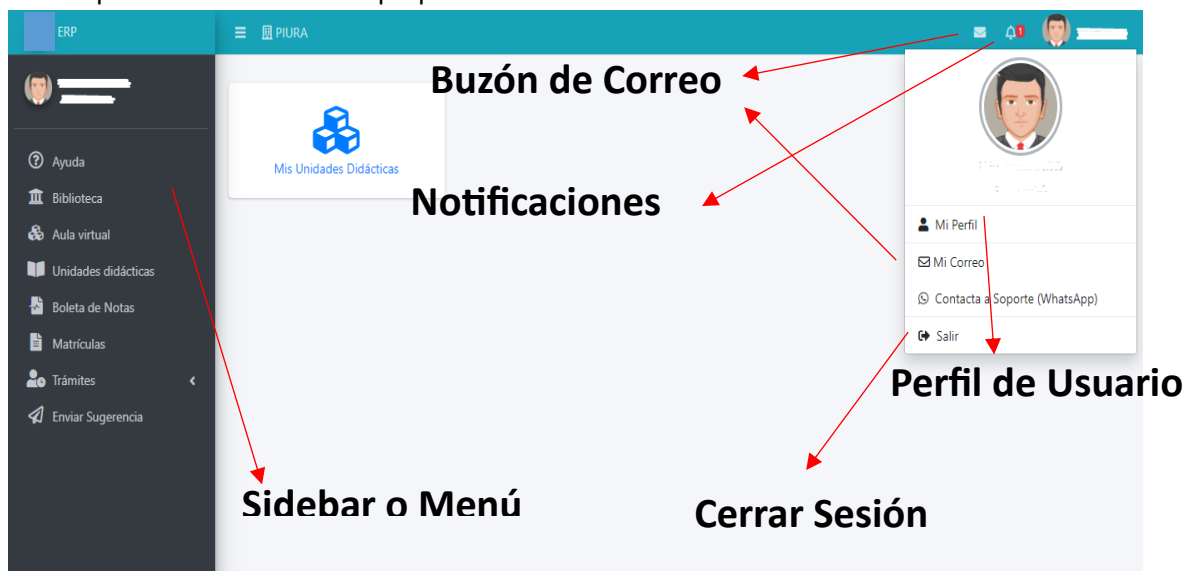 ERP
PIURA
1
Buzón de Correo
Mis Unidades Didácticas
Notificaciones
Ayuda
Biblioteca
Aula virtual
Unidades didácticas
Boleta de Notas
Matrículas
Trámites
Enviar Sugerencia
Mi Perfil
Mi Correo
Contacta a Soporte (WhatsApp)
Salir
Perfil de Usuario
Sidebar o Menú
Cerrar Sesión